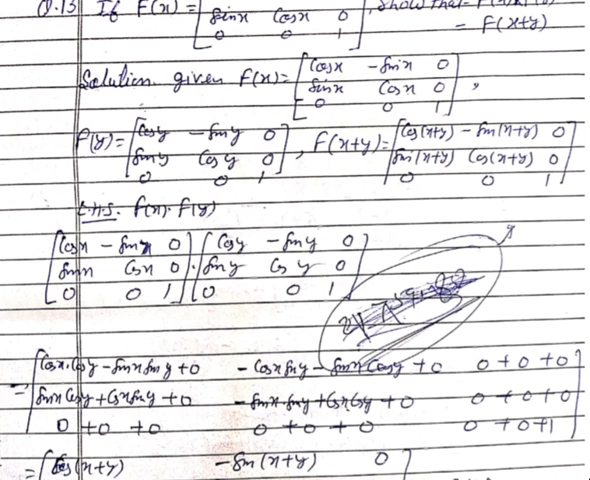 Q.13 If F(x) = [ sinx cosx 0 , show that F(x).F(y)
0 0 1 ] = F(x+y)
Solution. given F(x) = [ cosx - sinx 0
sinx cosx 0
0 0 1 ] ,
F(y) = [ cosy - siny 0
siny cosy 0
0 0 1 ] , F(x+y) = [ cos(x+y) - sin(x+y) 0
sin(x+y) cos(x+y) 0
0 0 1 ]
L.H.S. F(x). F(y)
[ cosx - sinx 0
sinx cosx 0
0 0 1 ] . [ cosy - siny 0
siny cosy 0
0 0 1 ]
= [ cosx.cosy - sinx siny + 0 - cosx siny - sinx cosy + 0 0 + 0 + 0
sinx cosy + cosx siny + 0 - sinx.siny + cosx.cosy + 0 0 + 0 + 0
0 + 0 + 0 0 + 0 + 0 0 + 0 + 1 ]
= [ cos(x+y) - sin(x+y) 0 ]